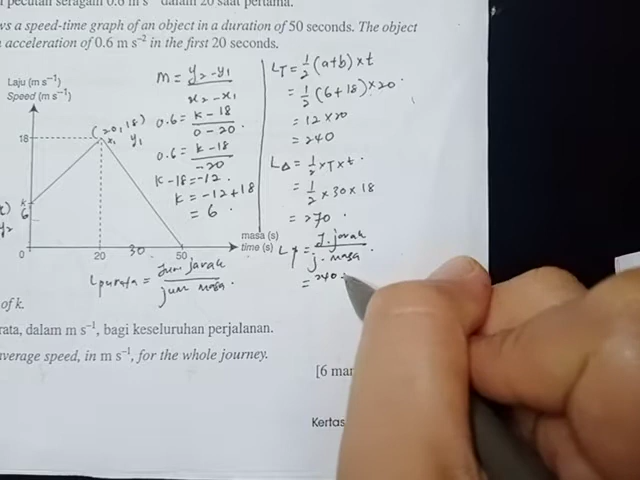 pecutan seragam 0.6 m s⁻² dalam 20 saat pertama.
ws a speed-time graph of an object in a duration of 50 seconds. The object
acceleration of 0.6 m s⁻² in the first 20 seconds.
Laju (m s⁻¹)
Speed (m s⁻¹)
(20, 18)
x₁ y₁
18
k
6
y₂
0
20
30
50
masa (s)
time (s)
m = y₂ - y₁ / x₂ - x₁
0.6 = k - 18 / 0 - 20
0.6 = k - 18 / -20
k - 18 = -12
k = -12 + 18
= 6
L purata = Jum jarak / jum masa
L T = 1/2 (a+b) × t
= 1/2 (6+18) × 20
= 12 × 20
= 240
L Δ = 1/2 × T × t
= 1/2 × 30 × 18
= 270
= J. jarak / j. masa
= 240
of k.
rata, dalam m s⁻¹, bagi keseluruhan perjalanan.
verage speed, in m s⁻¹, for the whole journey.
[6 mar
Kertas